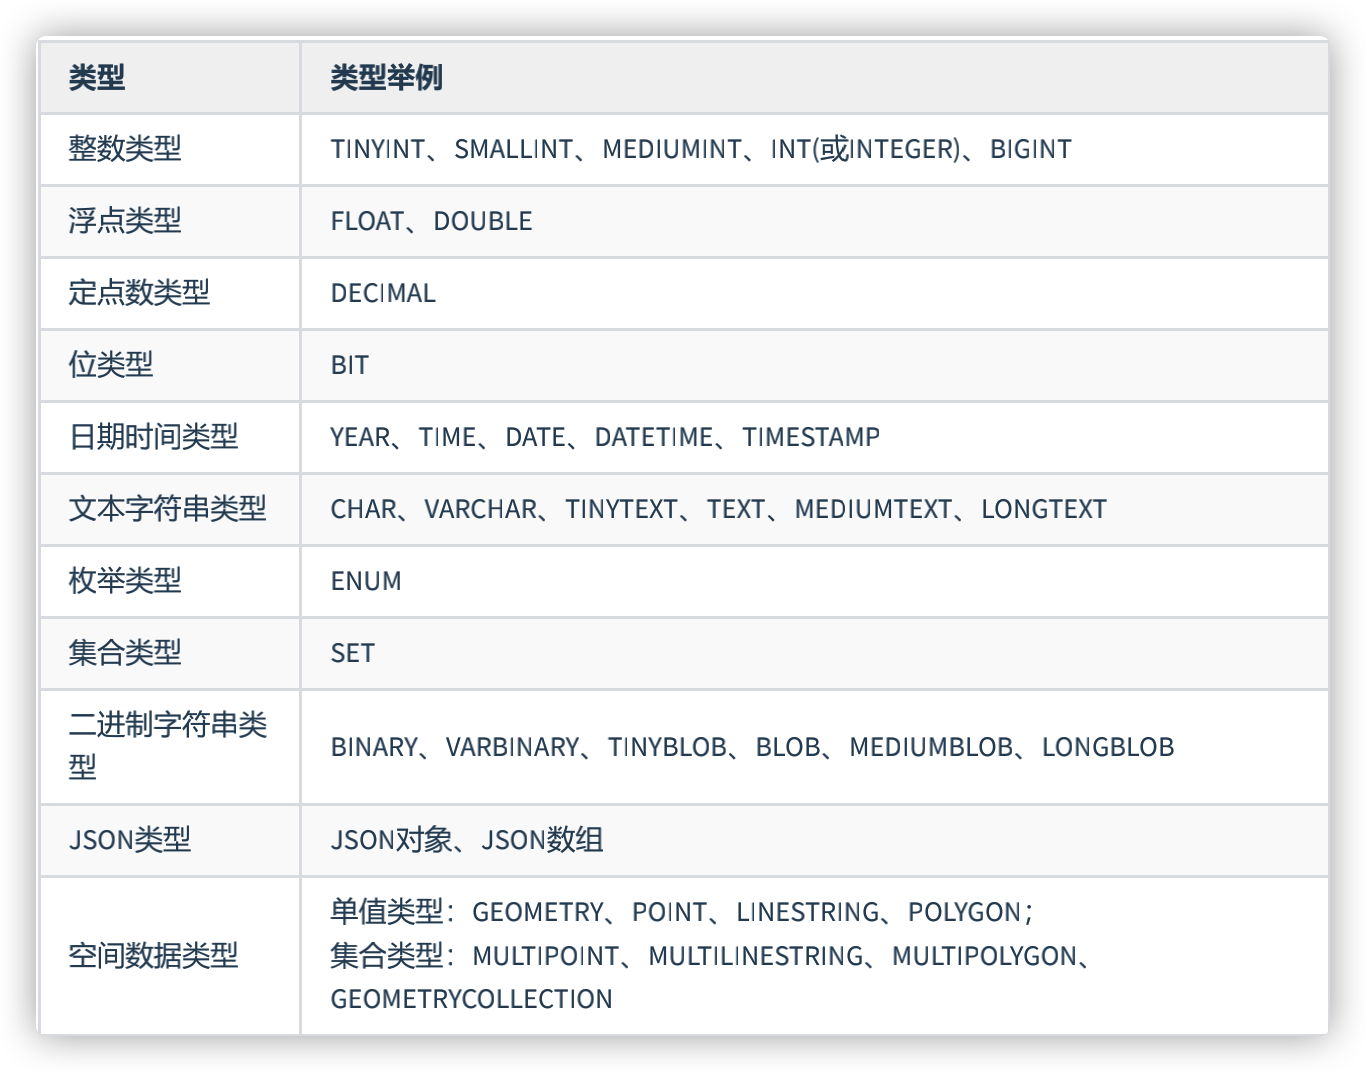 类型 类型举例
整数类型 TINYINT、SMALLINT、MEDIUMINT、INT(或INTEGER)、BIGINT
浮点类型 FLOAT、DOUBLE
定点数类型 DECIMAL
位类型 BIT
日期时间类型 YEAR、TIME、DATE、DATETIME、TIMESTAMP
文本字符串类型 CHAR、VARCHAR、TINYTEXT、TEXT、MEDIUMTEXT、LONGTEXT
枚举类型 ENUM
集合类型 SET
二进制字符串类
型
BINARY、VARBINARY、TINYBLOB、BLOB、MEDIUMBLOB、LONGBLOB
JSON类型 JSON对象、JSON数组
空间数据类型
单值类型：GEOMETRY、POINT、LINESTRING、POLYGON；
集合类型：MULTIPOINT、MULTILINESTRING、MULTIPOLYGON、
GEOMETRYCOLLECTION